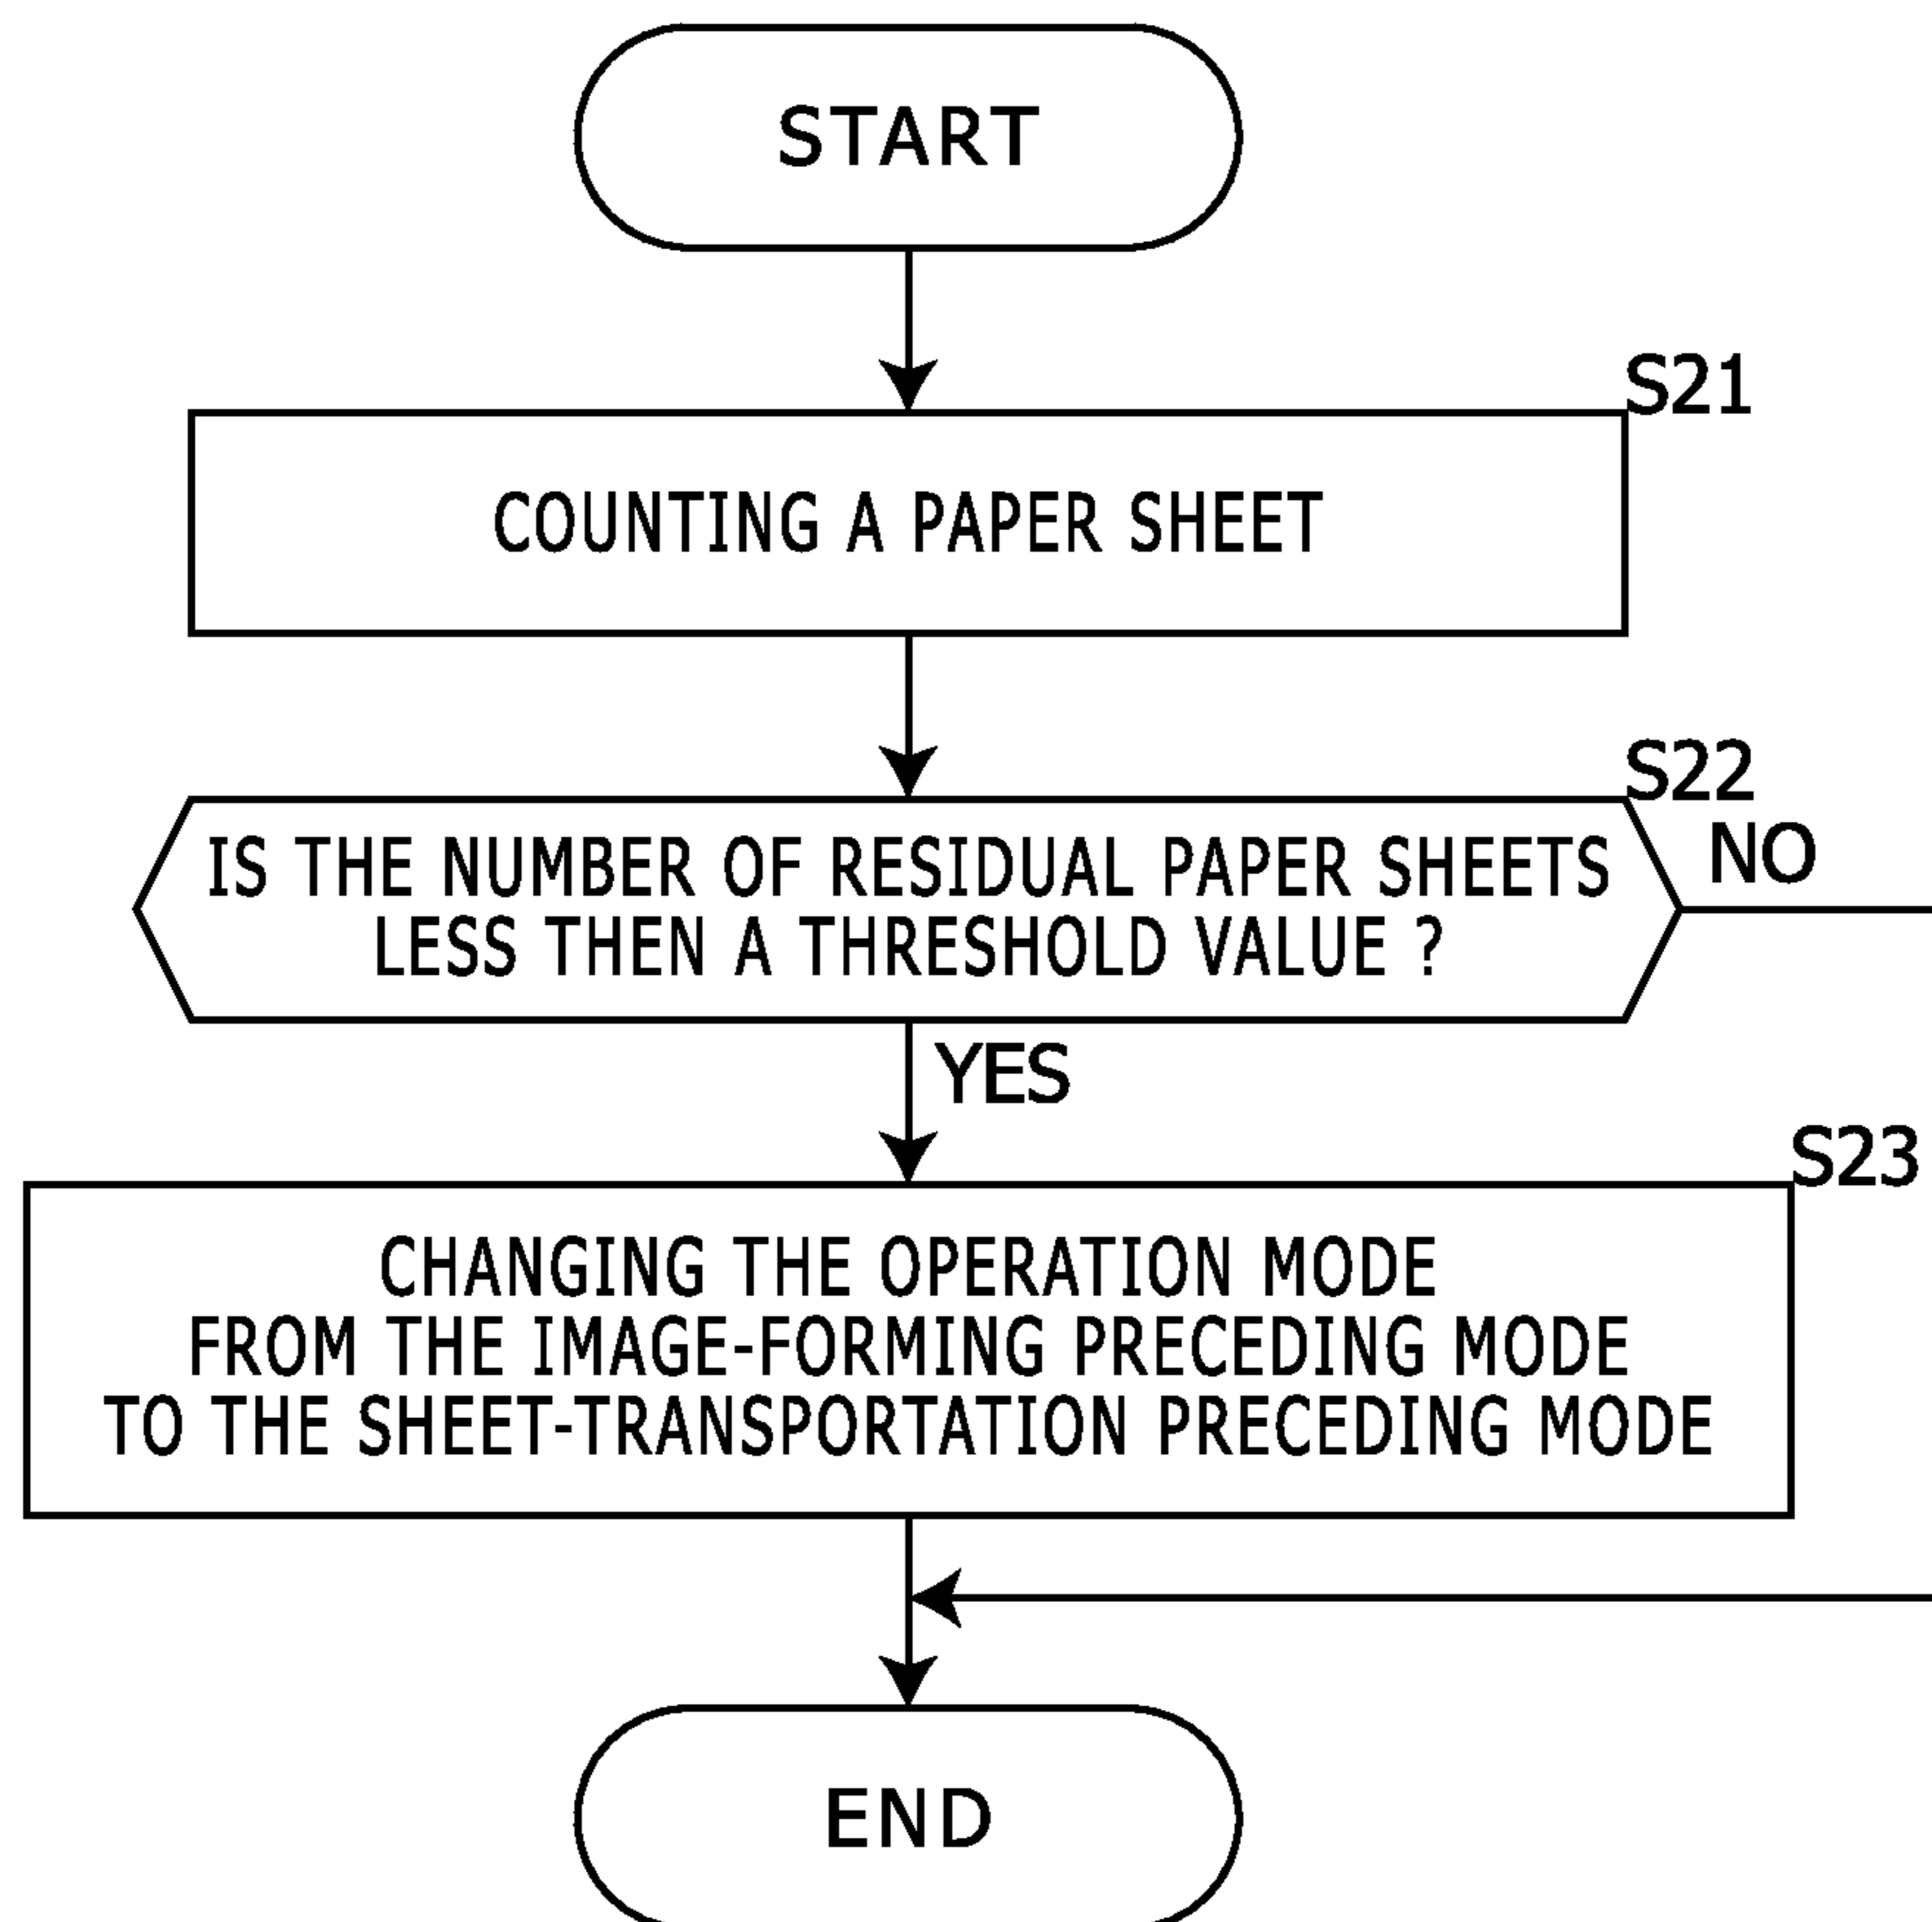 START
S21
COUNTING A PAPER SHEET
S22
IS THE NUMBER OF RESIDUAL PAPER SHEETS
LESS THEN A THRESHOLD VALUE ?
NO
YES
S23
CHANGING THE OPERATION MODE
FROM THE IMAGE-FORMING PRECEDING MODE
TO THE SHEET-TRANSPORTATION PRECEDING MODE
END